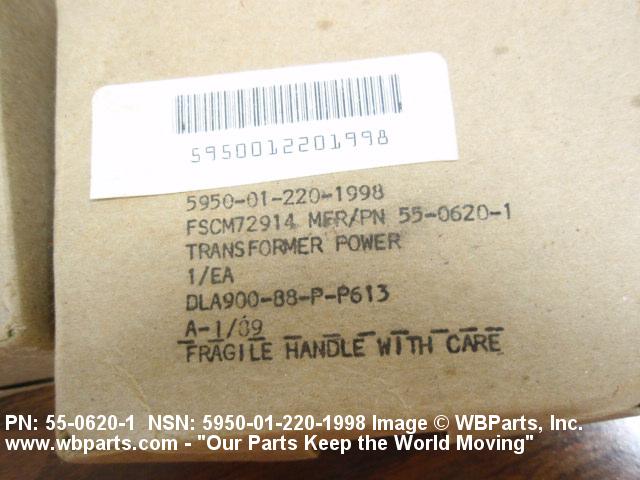 5950012201998
5950-01-220-1998
FSCM72914 MFR/PN 55-0620-1
TRANSFORMER POWER
1/EA
DLA900-88-P-P613
A-1/89
FRAGILE HANDLE WITH CARE
PN: 55-0620-1 NSN: 5950-01-220-1998 Image © WBParts, Inc.
www.wbparts.com - "Our Parts Keep the World Moving"